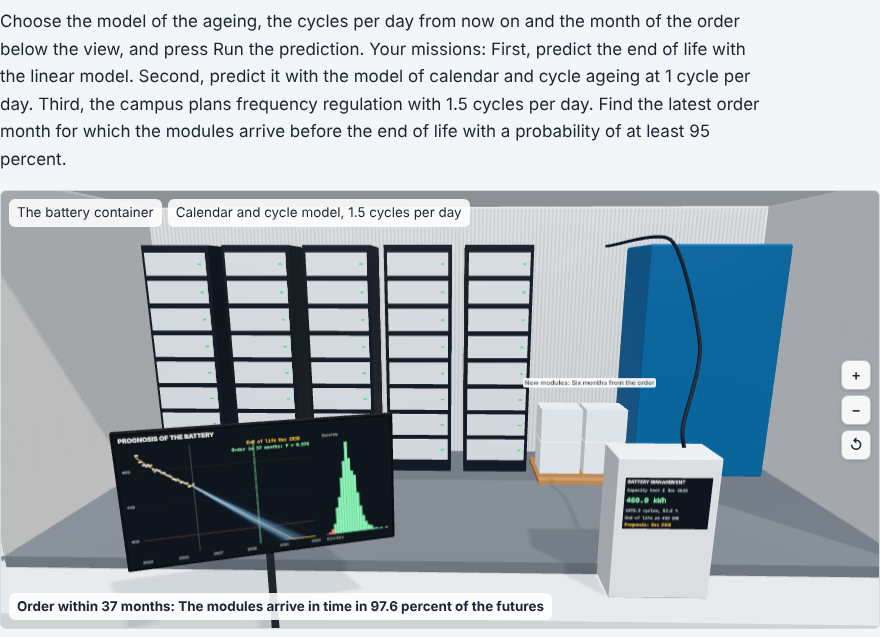 Choose the model of the ageing, the cycles per day from now on and the month of the order
below the view, and press Run the prediction. Your missions: First, predict the end of life with
the linear model. Second, predict it with the model of calendar and cycle ageing at 1 cycle per
day. Third, the campus plans frequency regulation with 1.5 cycles per day. Find the latest order
month for which the modules arrive before the end of life with a probability of at least 95
percent.
The battery container
Calendar and cycle model, 1.5 cycles per day
New modules: Six months from the order
PROGNOSIS OF THE BATTERY
BATTERY MANAGEMENT
460.0 kWh
+
−
Order within 37 months: The modules arrive in time in 97.6 percent of the futures